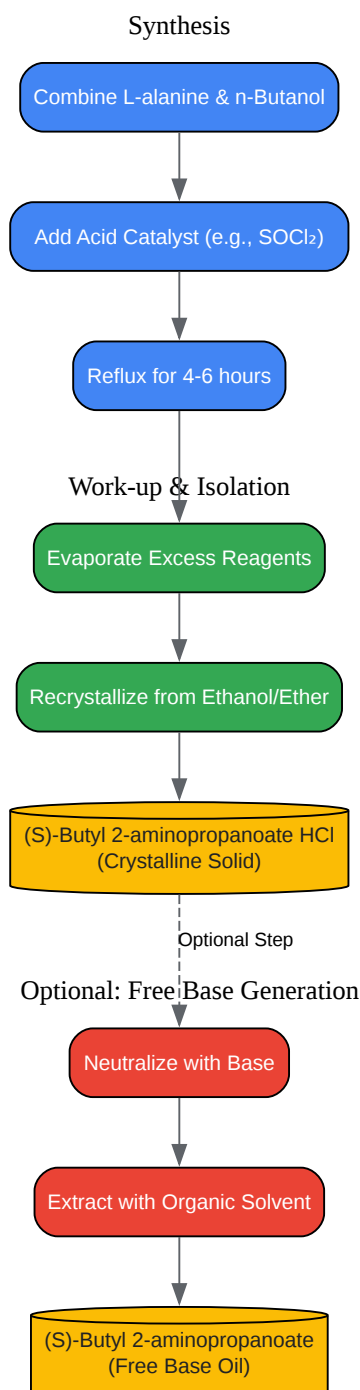 Synthesis
Combine L-alanine & n-Butanol
Add Acid Catalyst (e.g., SOCl₂)
Reflux for 4-6 hours
Work-up & Isolation
Evaporate Excess Reagents
Recrystallize from Ethanol/Ether
(S)-Butyl 2-aminopropanoate HCl
(Crystalline Solid)
Optional Step
Optional: Free Base Generation
Neutralize with Base
Extract with Organic Solvent
(S)-Butyl 2-aminopropanoate
(Free Base Oil)